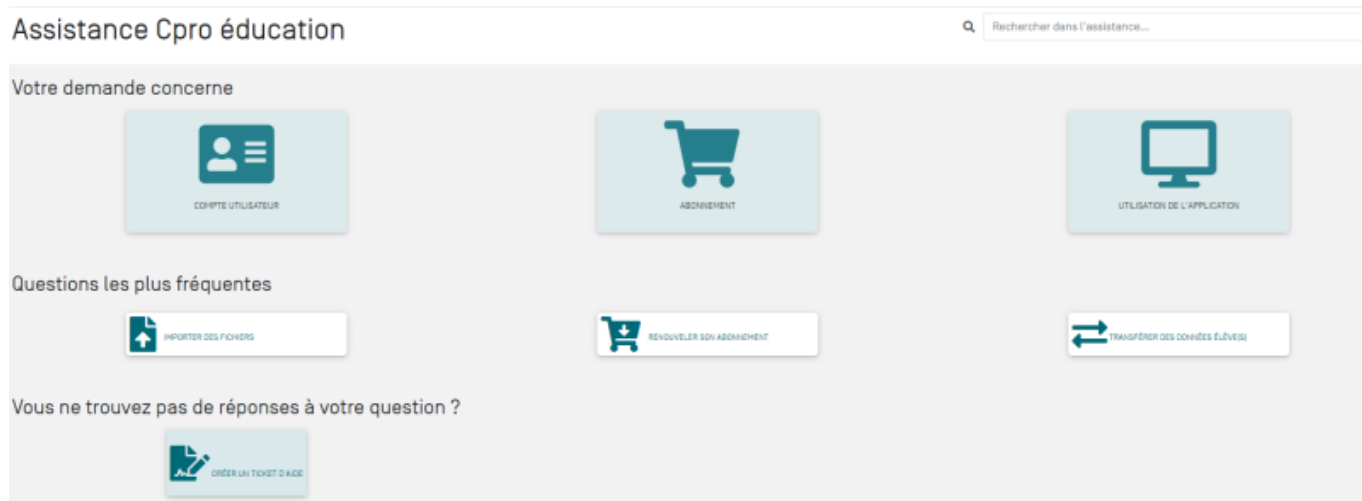 Assistance Cpro éducation
Rechercher dans l'assistance...
Votre demande concerne
COMPTE UTILISATEUR
ABONNEMENT
UTILISATION DE L'APPLICATION
Questions les plus fréquentes
IMPORTER DES FICHIERS
RENOUVELER SON ABONNEMENT
TRANSFÉRER DES DONNÉES ÉLÈVE(S)
Vous ne trouvez pas de réponses à votre question ?
CRÉER UN TICKET D'AIDE